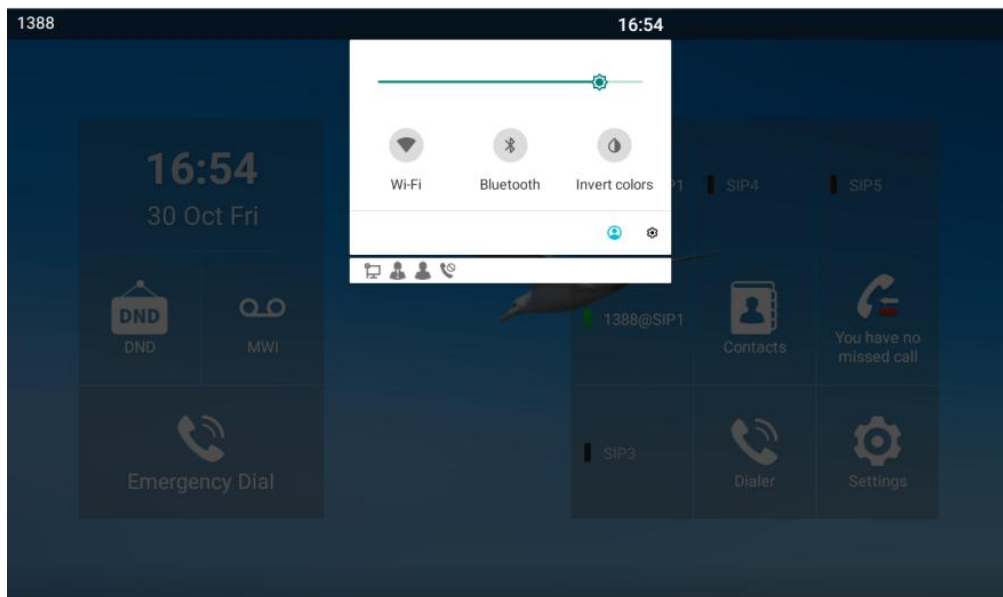 1388
16:54
Wi-Fi
Bluetooth
Invert colors
16:54
30 Oct Fri
SIP4
SIP5
DND
DND
MWI
1388@SIP1
Contacts
You have no
missed call
Emergency Dial
SIP3
Dialer
Settings